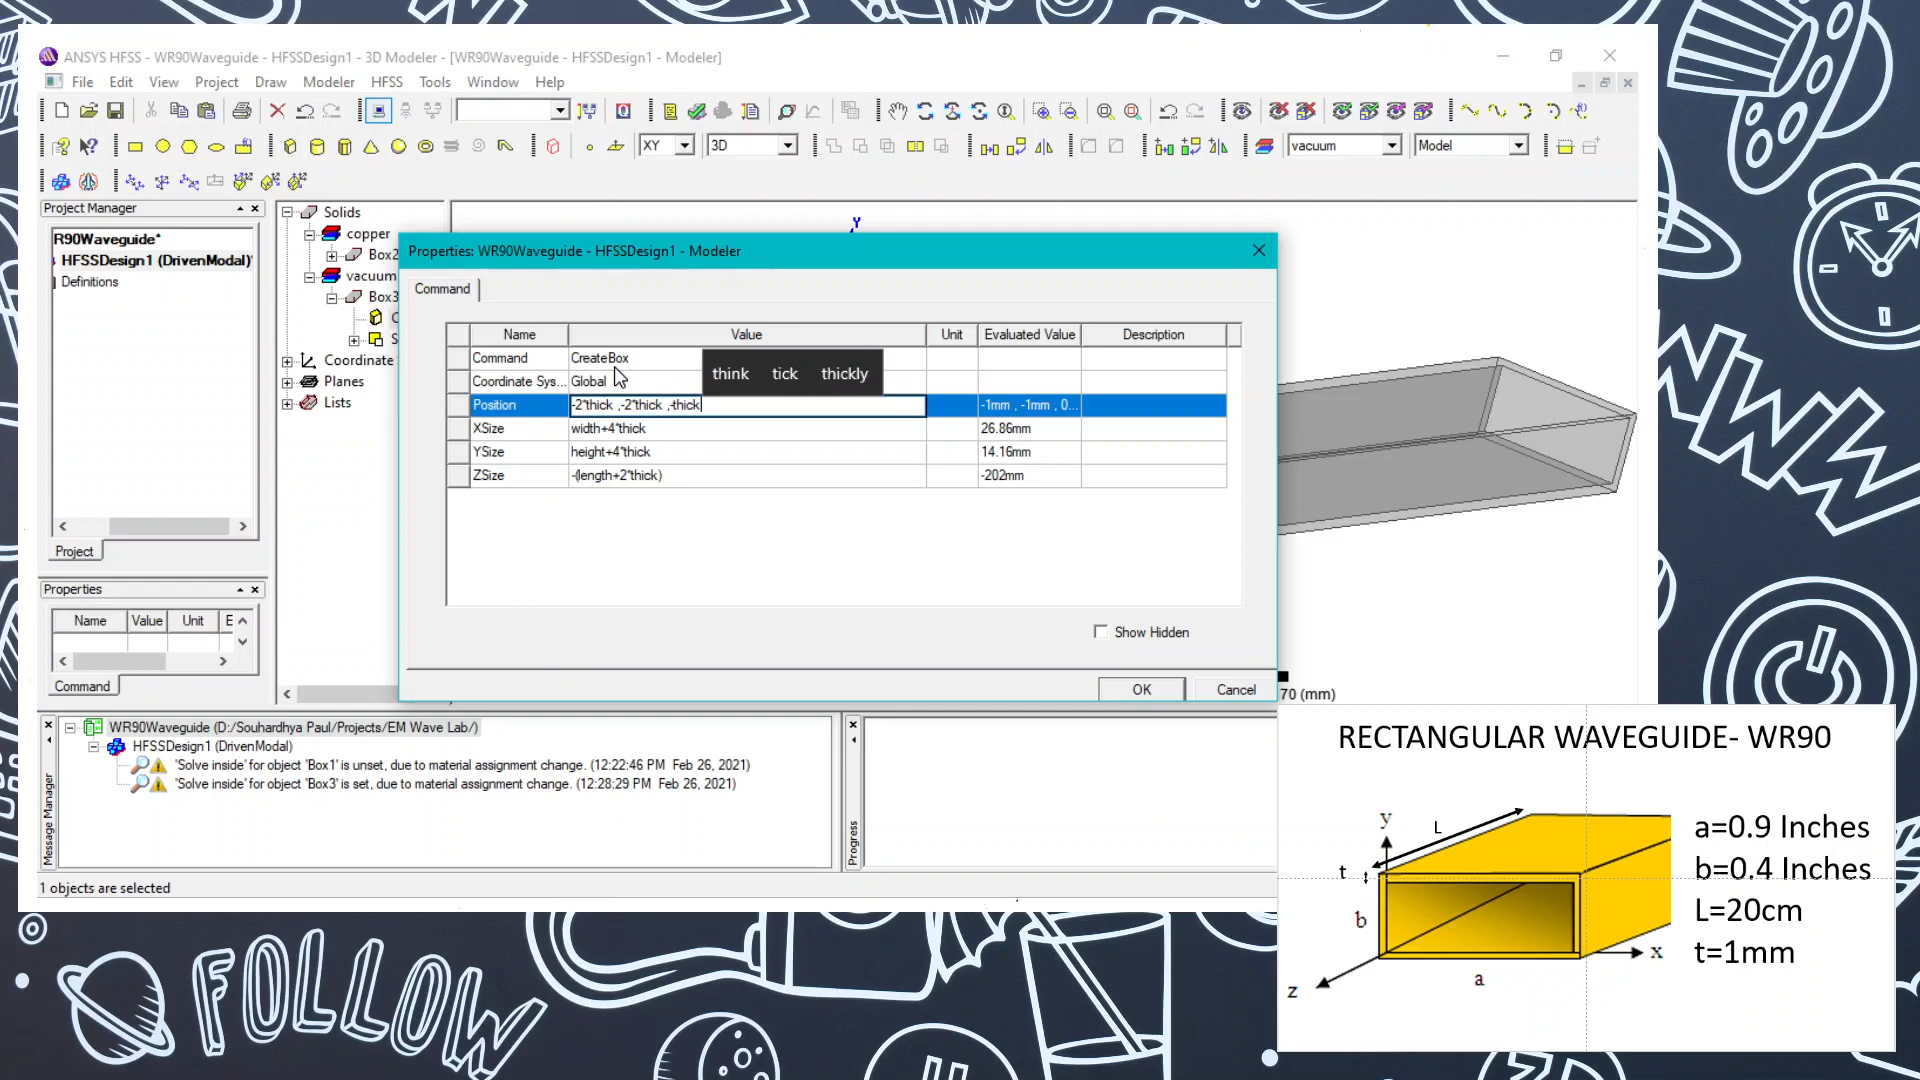 ANSYS HFSS - WR90Waveguide - HFSSDesign1 - 3D Modeler - [WR90Waveguide - HFSSDesign1 - Modeler]
File Edit View Project Draw Modeler HFSS Tools Window Help
XY 3D vacuum Model
Project Manager
R90Waveguide*
HFSSDesign1 (DrivenModal)*
Definitions
Project
Properties
Name Value Unit E
Command
Solids
copper
Box2
vacuum
Box3
C
S
Coordinate
Planes
Lists
Y
Properties: WR90Waveguide - HFSSDesign1 - Modeler
Command
Name Value Unit Evaluated Value Description
Command CreateBox
Coordinate Sys... Global
think tick thickly
Position -2*thick ,-2*thick ,-thick -1mm , -1mm , 0...
XSize width+4*thick 26.86mm
YSize height+4*thick 14.16mm
ZSize -(length+2*thick) -202mm
Show Hidden
OK Cancel
70 (mm)
Message Manager
WR90Waveguide (D:/Souhardhya Paul/Projects/EM Wave Lab/)
HFSSDesign1 (DrivenModal)
'Solve inside' for object 'Box1' is unset, due to material assignment change. (12:22:46 PM Feb 26, 2021)
'Solve inside' for object 'Box3' is set, due to material assignment change. (12:28:29 PM Feb 26, 2021)
Progress
1 objects are selected
RECTANGULAR WAVEGUIDE- WR90
y
L
t
b
x
a
z
a=0.9 Inches
b=0.4 Inches
L=20cm
t=1mm
FOLLOW